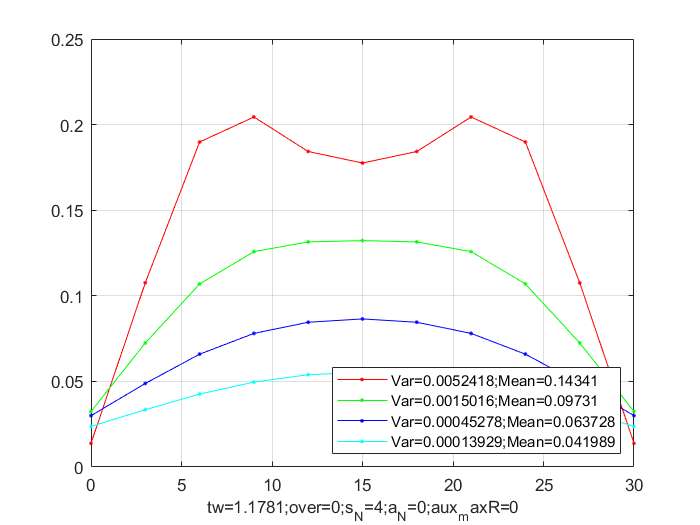 0.25
0.2
0.15
0.1
0.05
0
Var=0.0052418;Mean=0.14341
Var=0.0015016;Mean=0.09731
Var=0.00045278;Mean=0.063728
Var=0.00013929;Mean=0.041989
0 5 10 15 20 25 30
tw=1.1781;over=0;s_N=4;a_N=0;aux_maxR=0